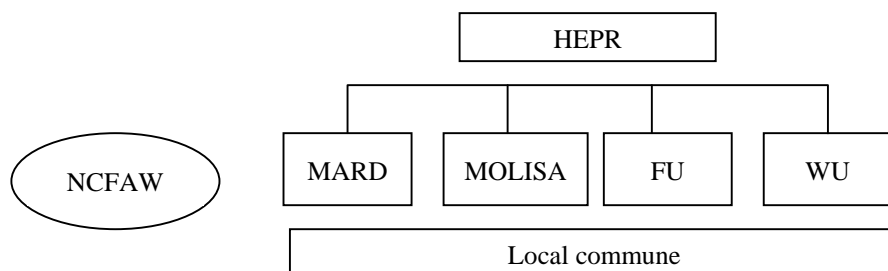 HEPR
NCFAW
MARD
MOLISA
FU
WU
Local commune